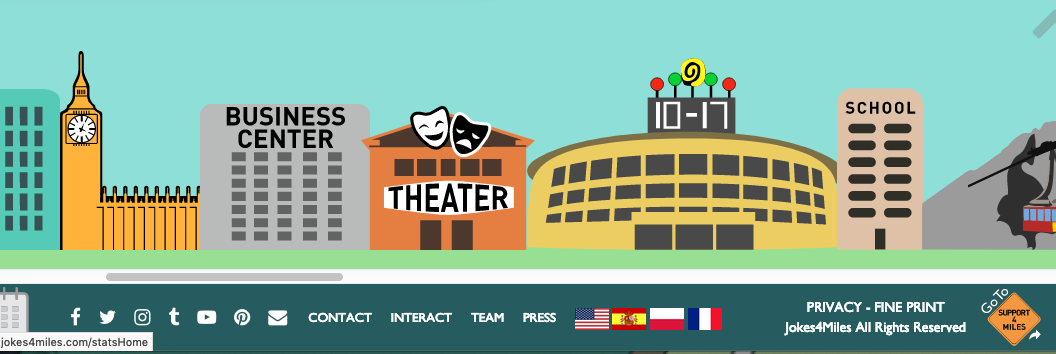 BUSINESS
CENTER
THEATER
10-17
SCHOOL
CONTACT
INTERACT
TEAM
PRESS
PRIVACY - FINE PRINT
Jokes4Miles All Rights Reserved
Go To
SUPPORT
4
MILES
jokes4miles.com/statsHome